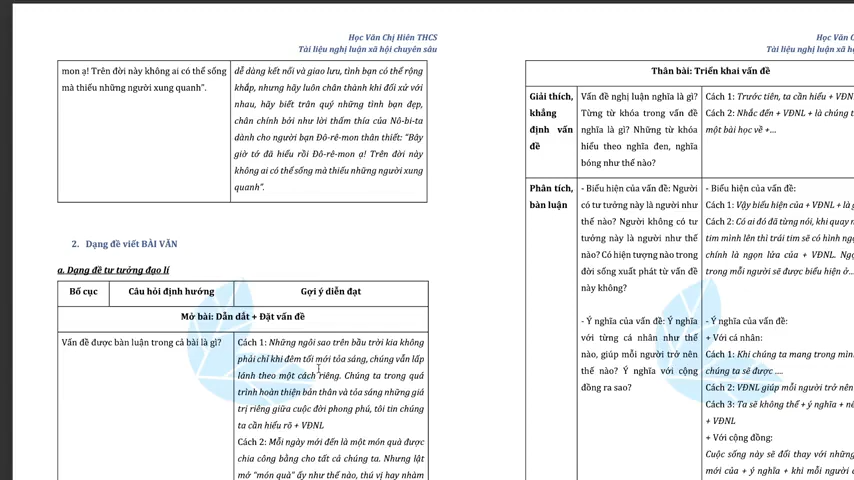 Học Văn Chị Hiên THCS
Tài liệu nghị luận xã hội chuyên sâu
mon ạ! Trên đời này không ai có thể sống
mà thiếu những người xung quanh".
dễ dàng kết nối và giao lưu, tình bạn có thể rộng
khắp, nhưng hãy luôn chân thành khi đối xử với
nhau, hãy biết trân quý những tình bạn đẹp,
chân chính bởi như lời thấm thía của Nô-bi-ta
dành cho người bạn Đô-rê-mon thân thiết: "Bây
giờ tớ đã hiểu rồi Đô-rê-mon ạ! Trên đời này
không ai có thể sống mà thiếu những người xung
quanh".
2. Dạng đề viết BÀI VĂN
a. Dạng đề tư tưởng đạo lí
Bố cục
Câu hỏi định hướng
Gợi ý diễn đạt
Mở bài: Dẫn dắt + Đặt vấn đề
Vấn đề được bàn luận trong cả bài là gì?
Cách 1: Những ngôi sao trên bầu trời kia không
phải chỉ khi đêm tối mới tỏa sáng, chúng vẫn lấp
lánh theo một cách riêng. Chúng ta trong quá
trình hoàn thiện bản thân và tỏa sáng những giá
trị riêng giữa cuộc đời phong phú, tôi tin chúng
ta cần hiểu rõ + VĐNL
Cách 2: Mỗi ngày mới đến là một món quà được
chia công bằng cho tất cả chúng ta. Nhưng lật
mở "món quà" ấy như thế nào, thú vị hay nhàm
Học Văn C
Tài liệu nghị luận xã h
Thân bài: Triển khai vấn đề
Giải thích,
khẳng
định vấn
đề
Vấn đề nghị luận nghĩa là gì?
Từng từ khóa trong vấn đề
nghĩa là gì? Những từ khóa
hiểu theo nghĩa đen, nghĩa
bóng như thế nào?
Cách 1: Trước tiên, ta cần hiểu + VĐN
Cách 2: Nhắc đến + VĐNL + là chúng t
một bài học về +...
Phân tích,
bàn luận
- Biểu hiện của vấn đề: Người
có tư tưởng này là người như
thế nào? Người không có tư
tưởng này là người như thế
nào? Có hiện tượng nào trong
đời sống xuất phát từ vấn đề
này không?
- Ý nghĩa của vấn đề: Ý nghĩa
với từng cá nhân như thế
nào, giúp mỗi người trở nên
thế nào? Ý nghĩa với cộng
đồng ra sao?
- Biểu hiện của vấn đề:
Cách 1: Vậy biểu hiện của + VĐNL + là g
Cách 2: Có ai đó đã từng nói, khi quay n
tim mình lên thì trái tim sẽ có hình ngọ
chính là ngọn lửa của + VĐNL. Ngọ
trong mỗi người sẽ được biểu hiện ở...
- Ý nghĩa của vấn đề:
+ Với cá nhân:
Cách 1: Khi chúng ta mang trong mìn
chúng ta sẽ được ....
Cách 2: VĐNL giúp mỗi người trở nên
Cách 3: Ta sẽ không thể + ý nghĩa + nế
+ VĐNL
+ Với cộng đồng:
Cuộc sống này sẽ đổi thay với những
mới của + ý nghĩa + khi mỗi người c